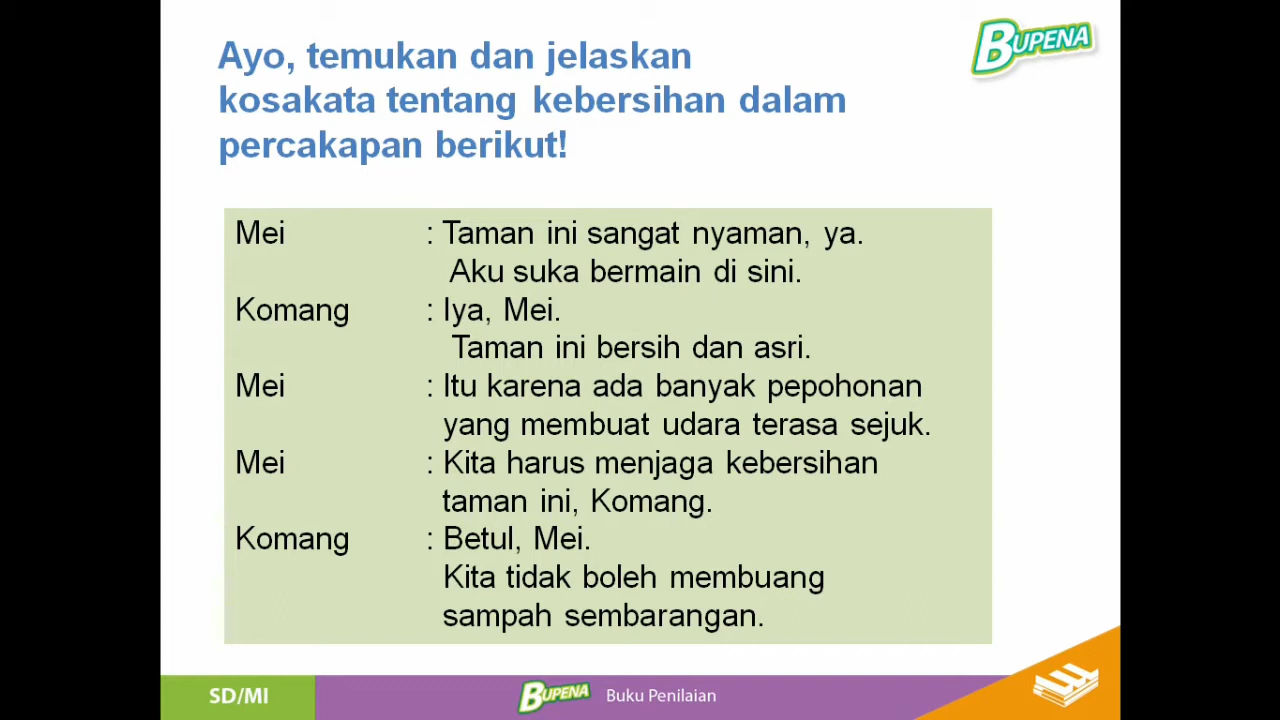 Ayo, temukan dan jelaskan
kosakata tentang kebersihan dalam
percakapan berikut!
BUPENA
Mei : Taman ini sangat nyaman, ya.
Aku suka bermain di sini.
Komang : Iya, Mei.
Taman ini bersih dan asri.
Mei : Itu karena ada banyak pepohonan
yang membuat udara terasa sejuk.
Mei : Kita harus menjaga kebersihan
taman ini, Komang.
Komang : Betul, Mei.
Kita tidak boleh membuang
sampah sembarangan.
SD/MI
BUPENA Buku Penilaian